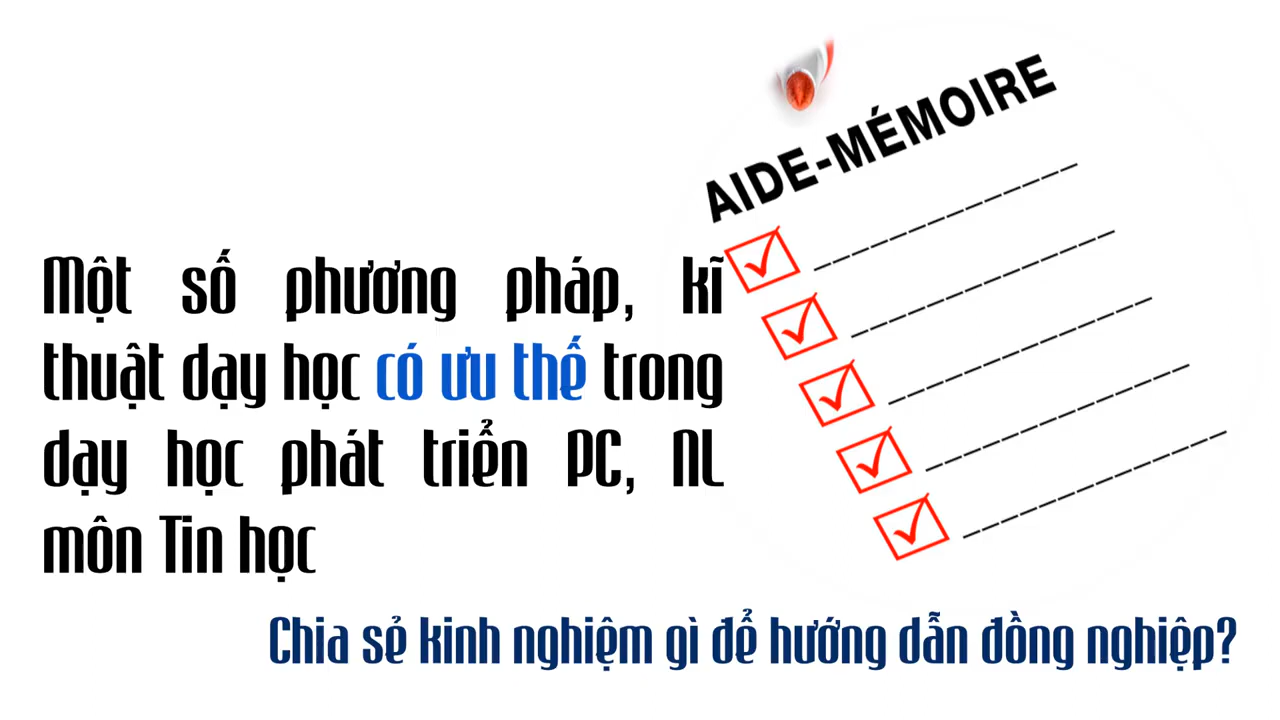 AIDE-MÉMOIRE
Một số phương pháp, kĩ
thuật dạy học có ưu thế trong
dạy học phát triển PC, NL
môn Tin học
Chia sẻ kinh nghiệm gì để hướng dẫn đồng nghiệp?